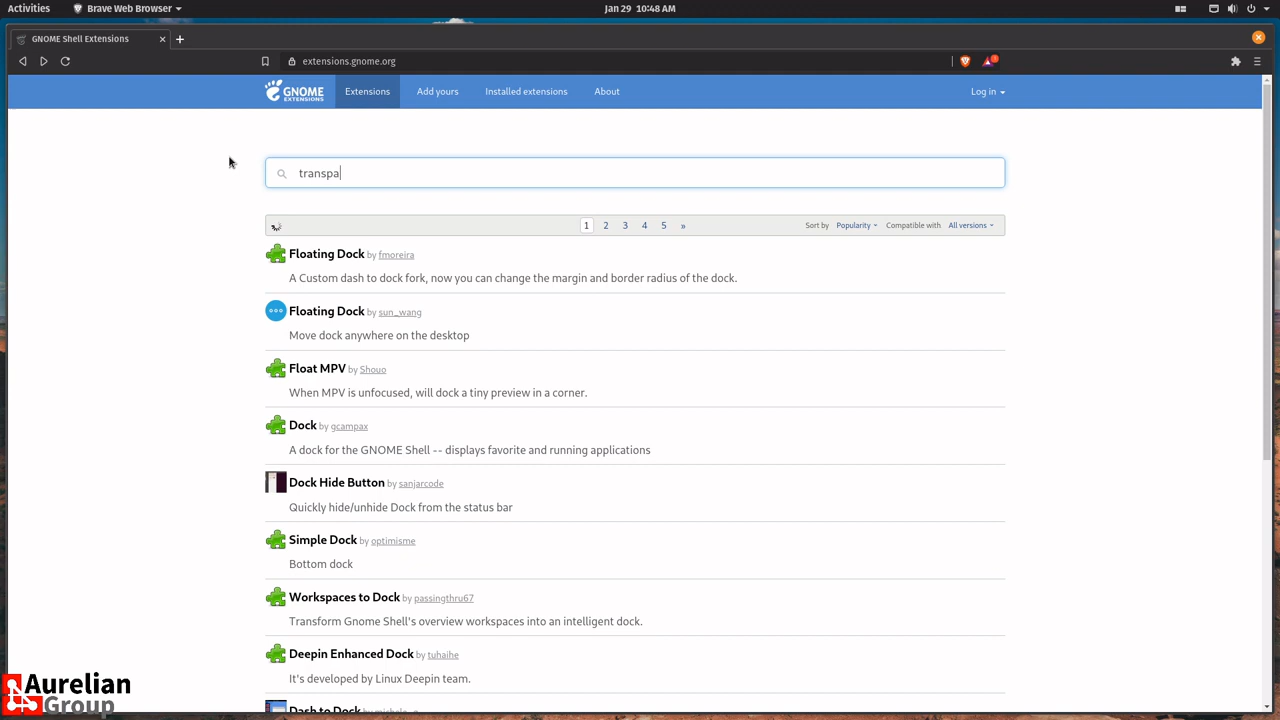 Activities Brave Web Browser Jan 29 10:48 AM
GNOME Shell Extensions
extensions.gnome.org
GNOME EXTENSIONS Extensions Add yours Installed extensions About Log in
transpa
1 2 3 4 5 » Sort by Popularity Compatible with All versions
Floating Dock by fmoreira
A Custom dash to dock fork, now you can change the margin and border radius of the dock.
Floating Dock by sun_wang
Move dock anywhere on the desktop
Float MPV by Shouo
When MPV is unfocused, will dock a tiny preview in a corner.
Dock by gcampax
A dock for the GNOME Shell -- displays favorite and running applications
Dock Hide Button by sanjarcode
Quickly hide/unhide Dock from the status bar
Simple Dock by optimisme
Bottom dock
Workspaces to Dock by passingthru67
Transform Gnome Shell's overview workspaces into an intelligent dock.
Deepin Enhanced Dock by tuhaihe
It's developed by Linux Deepin team.
Dash to Dock by
Aurelian
Group